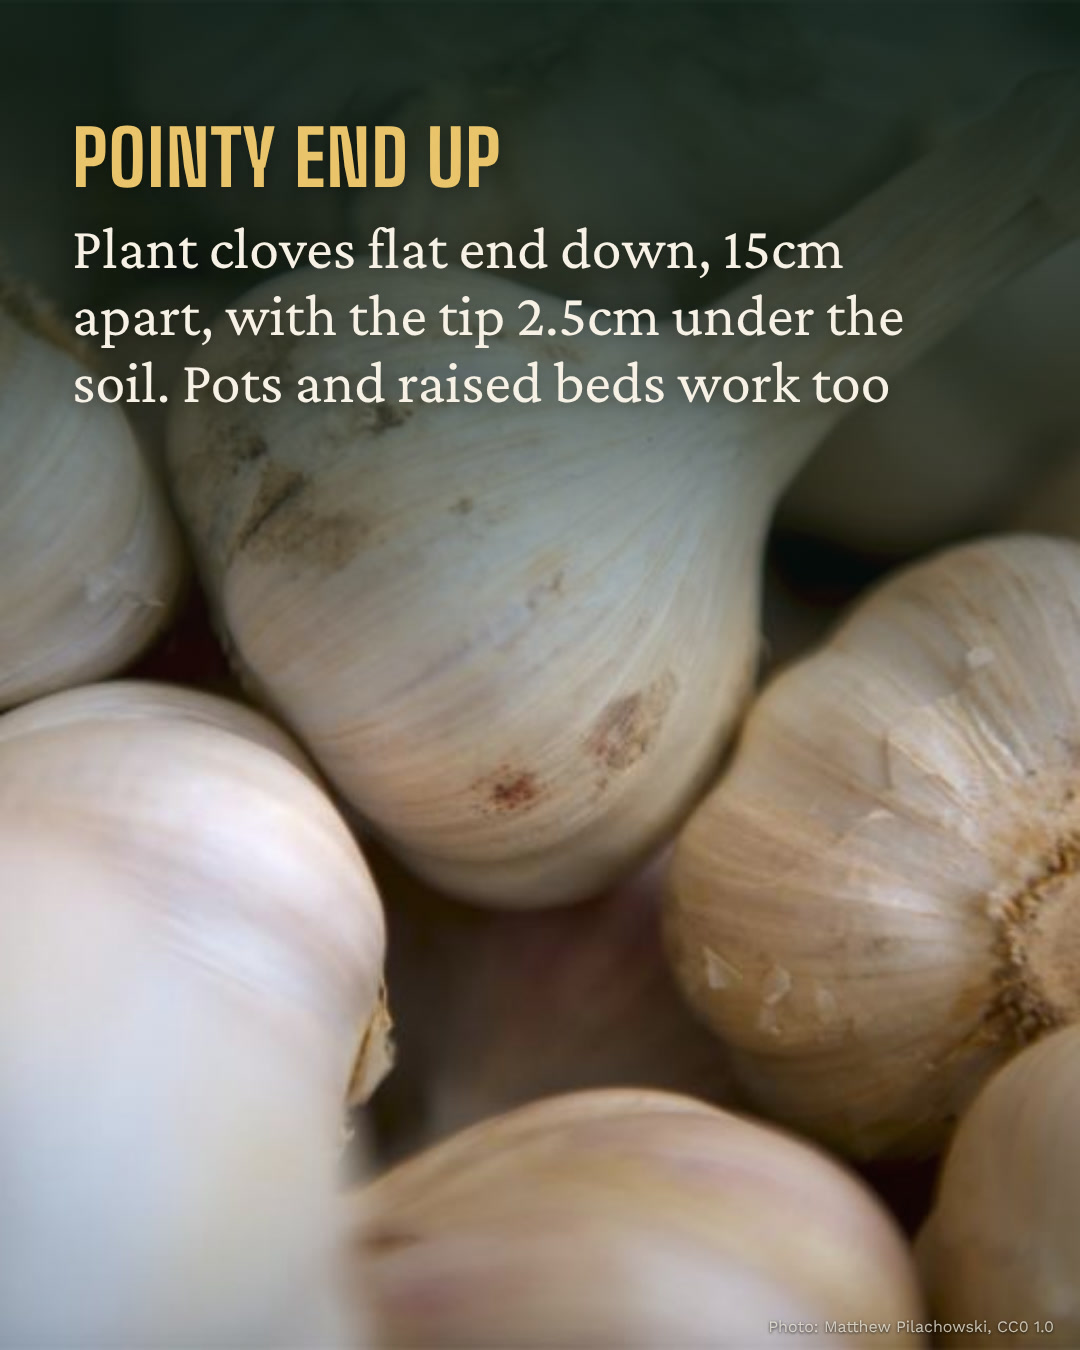 POINTY END UP
Plant cloves flat end down, 15cm
apart, with the tip 2.5cm under the
soil. Pots and raised beds work too
Photo: Matthew Pilachowski, CC0 1.0